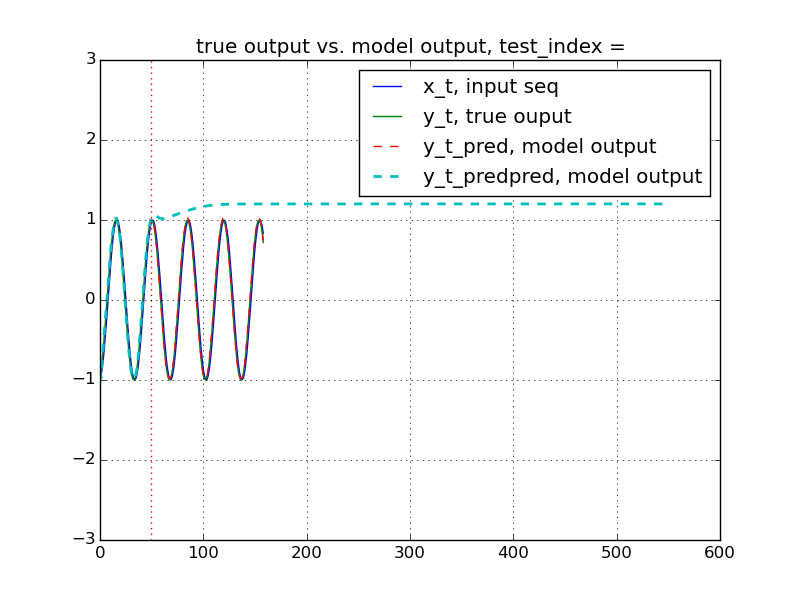 true output vs. model output, test_index =
x_t, input seq
y_t, true ouput
y_t_pred, model output
y_t_predpred, model output
3
2
1
0
−1
−2
−3
0 100 200 300 400 500 600